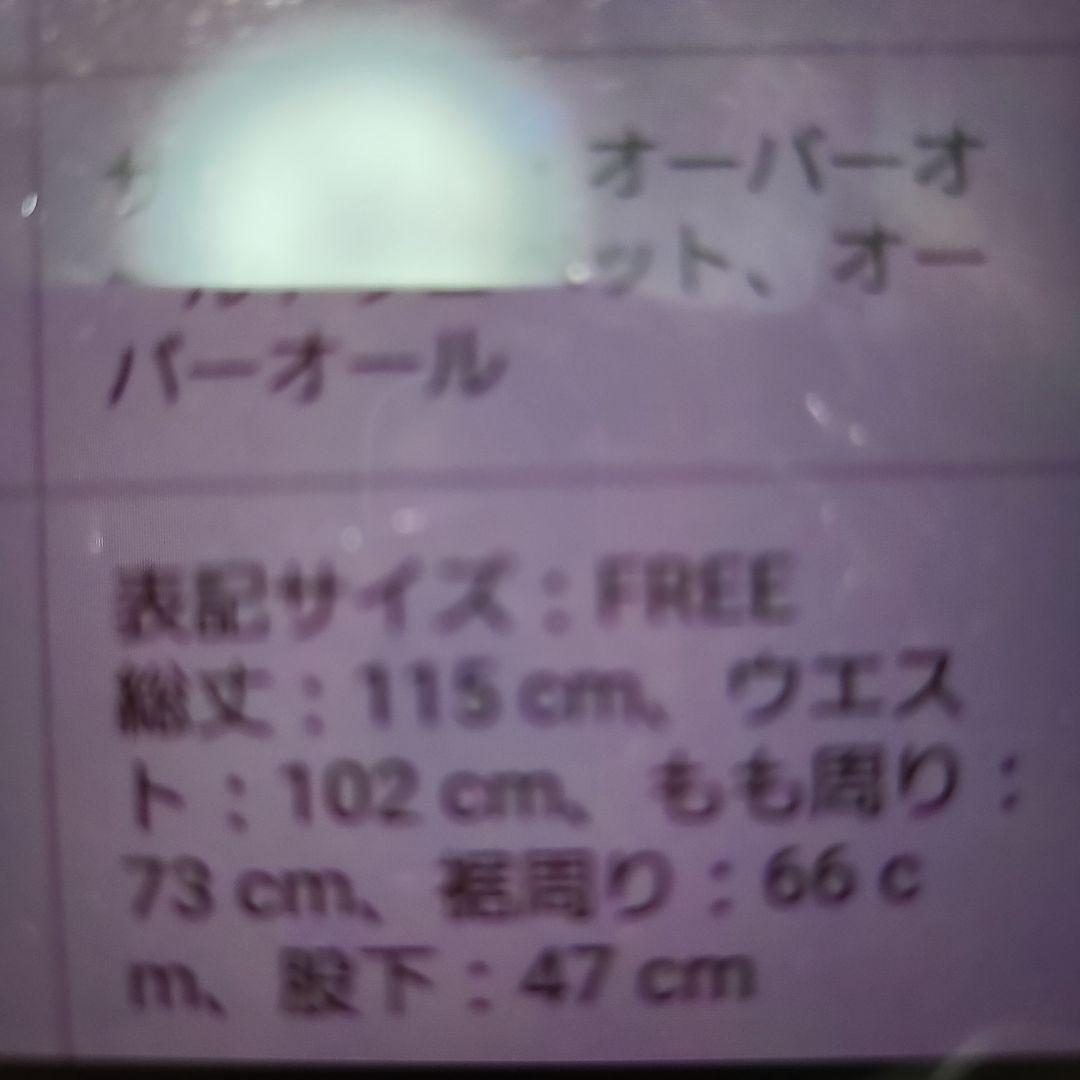 オーバーオ
ット、オー
バーオール
表記サイズ：FREE
総丈：115 cm、ウエス
ト：102 cm、もも周り：
73 cm、裾周り：66 c
m、股下：47 cm